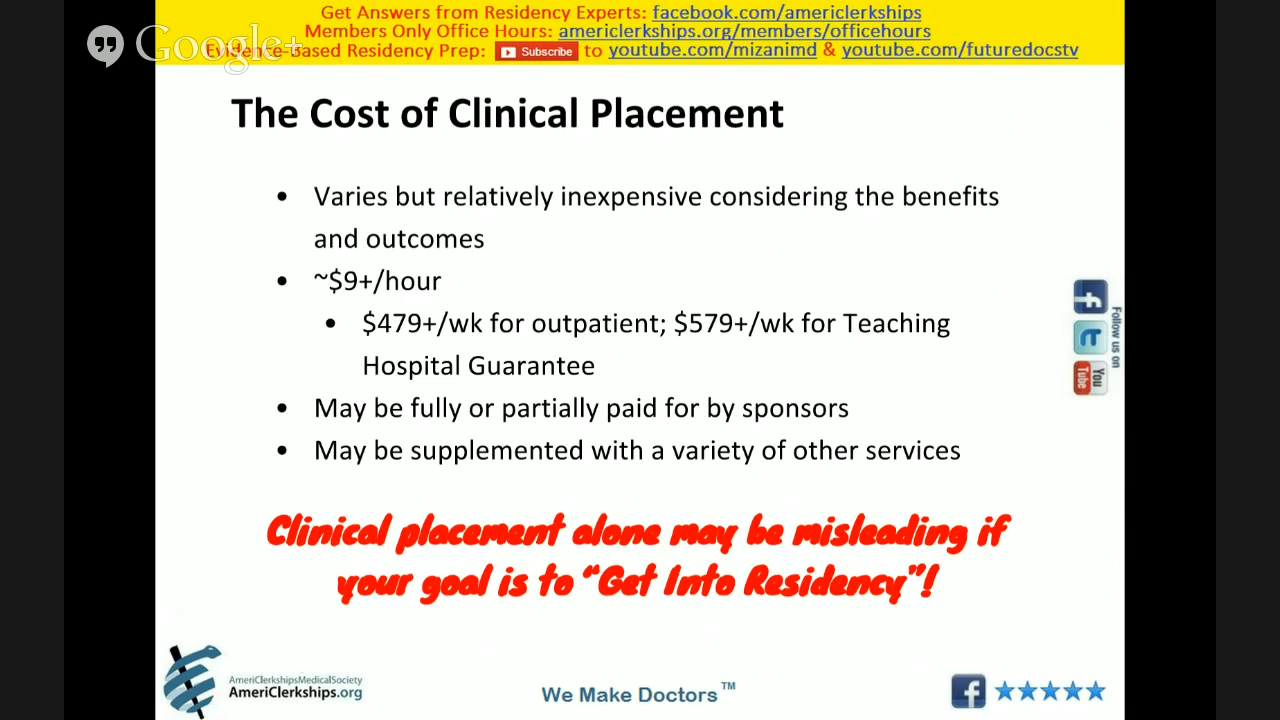 Get Answers from Residency Experts: facebook.com/americlerkships
Members Only Office Hours: americlerkships.org/members/officehours
Evidence-Based Residency Prep: Subscribe to youtube.com/mizanimd & youtube.com/futuredocstv
Google+
The Cost of Clinical Placement
• Varies but relatively inexpensive considering the benefits
and outcomes
• ~$9+/hour
• $479+/wk for outpatient; $579+/wk for Teaching
Hospital Guarantee
• May be fully or partially paid for by sponsors
• May be supplemented with a variety of other services
Follow us on
You
Tube
Clinical placement alone may be misleading if
your goal is to “Get Into Residency”!
AmeriClerkshipsMedicalSociety
AmeriClerkships.org
We Make Doctors™